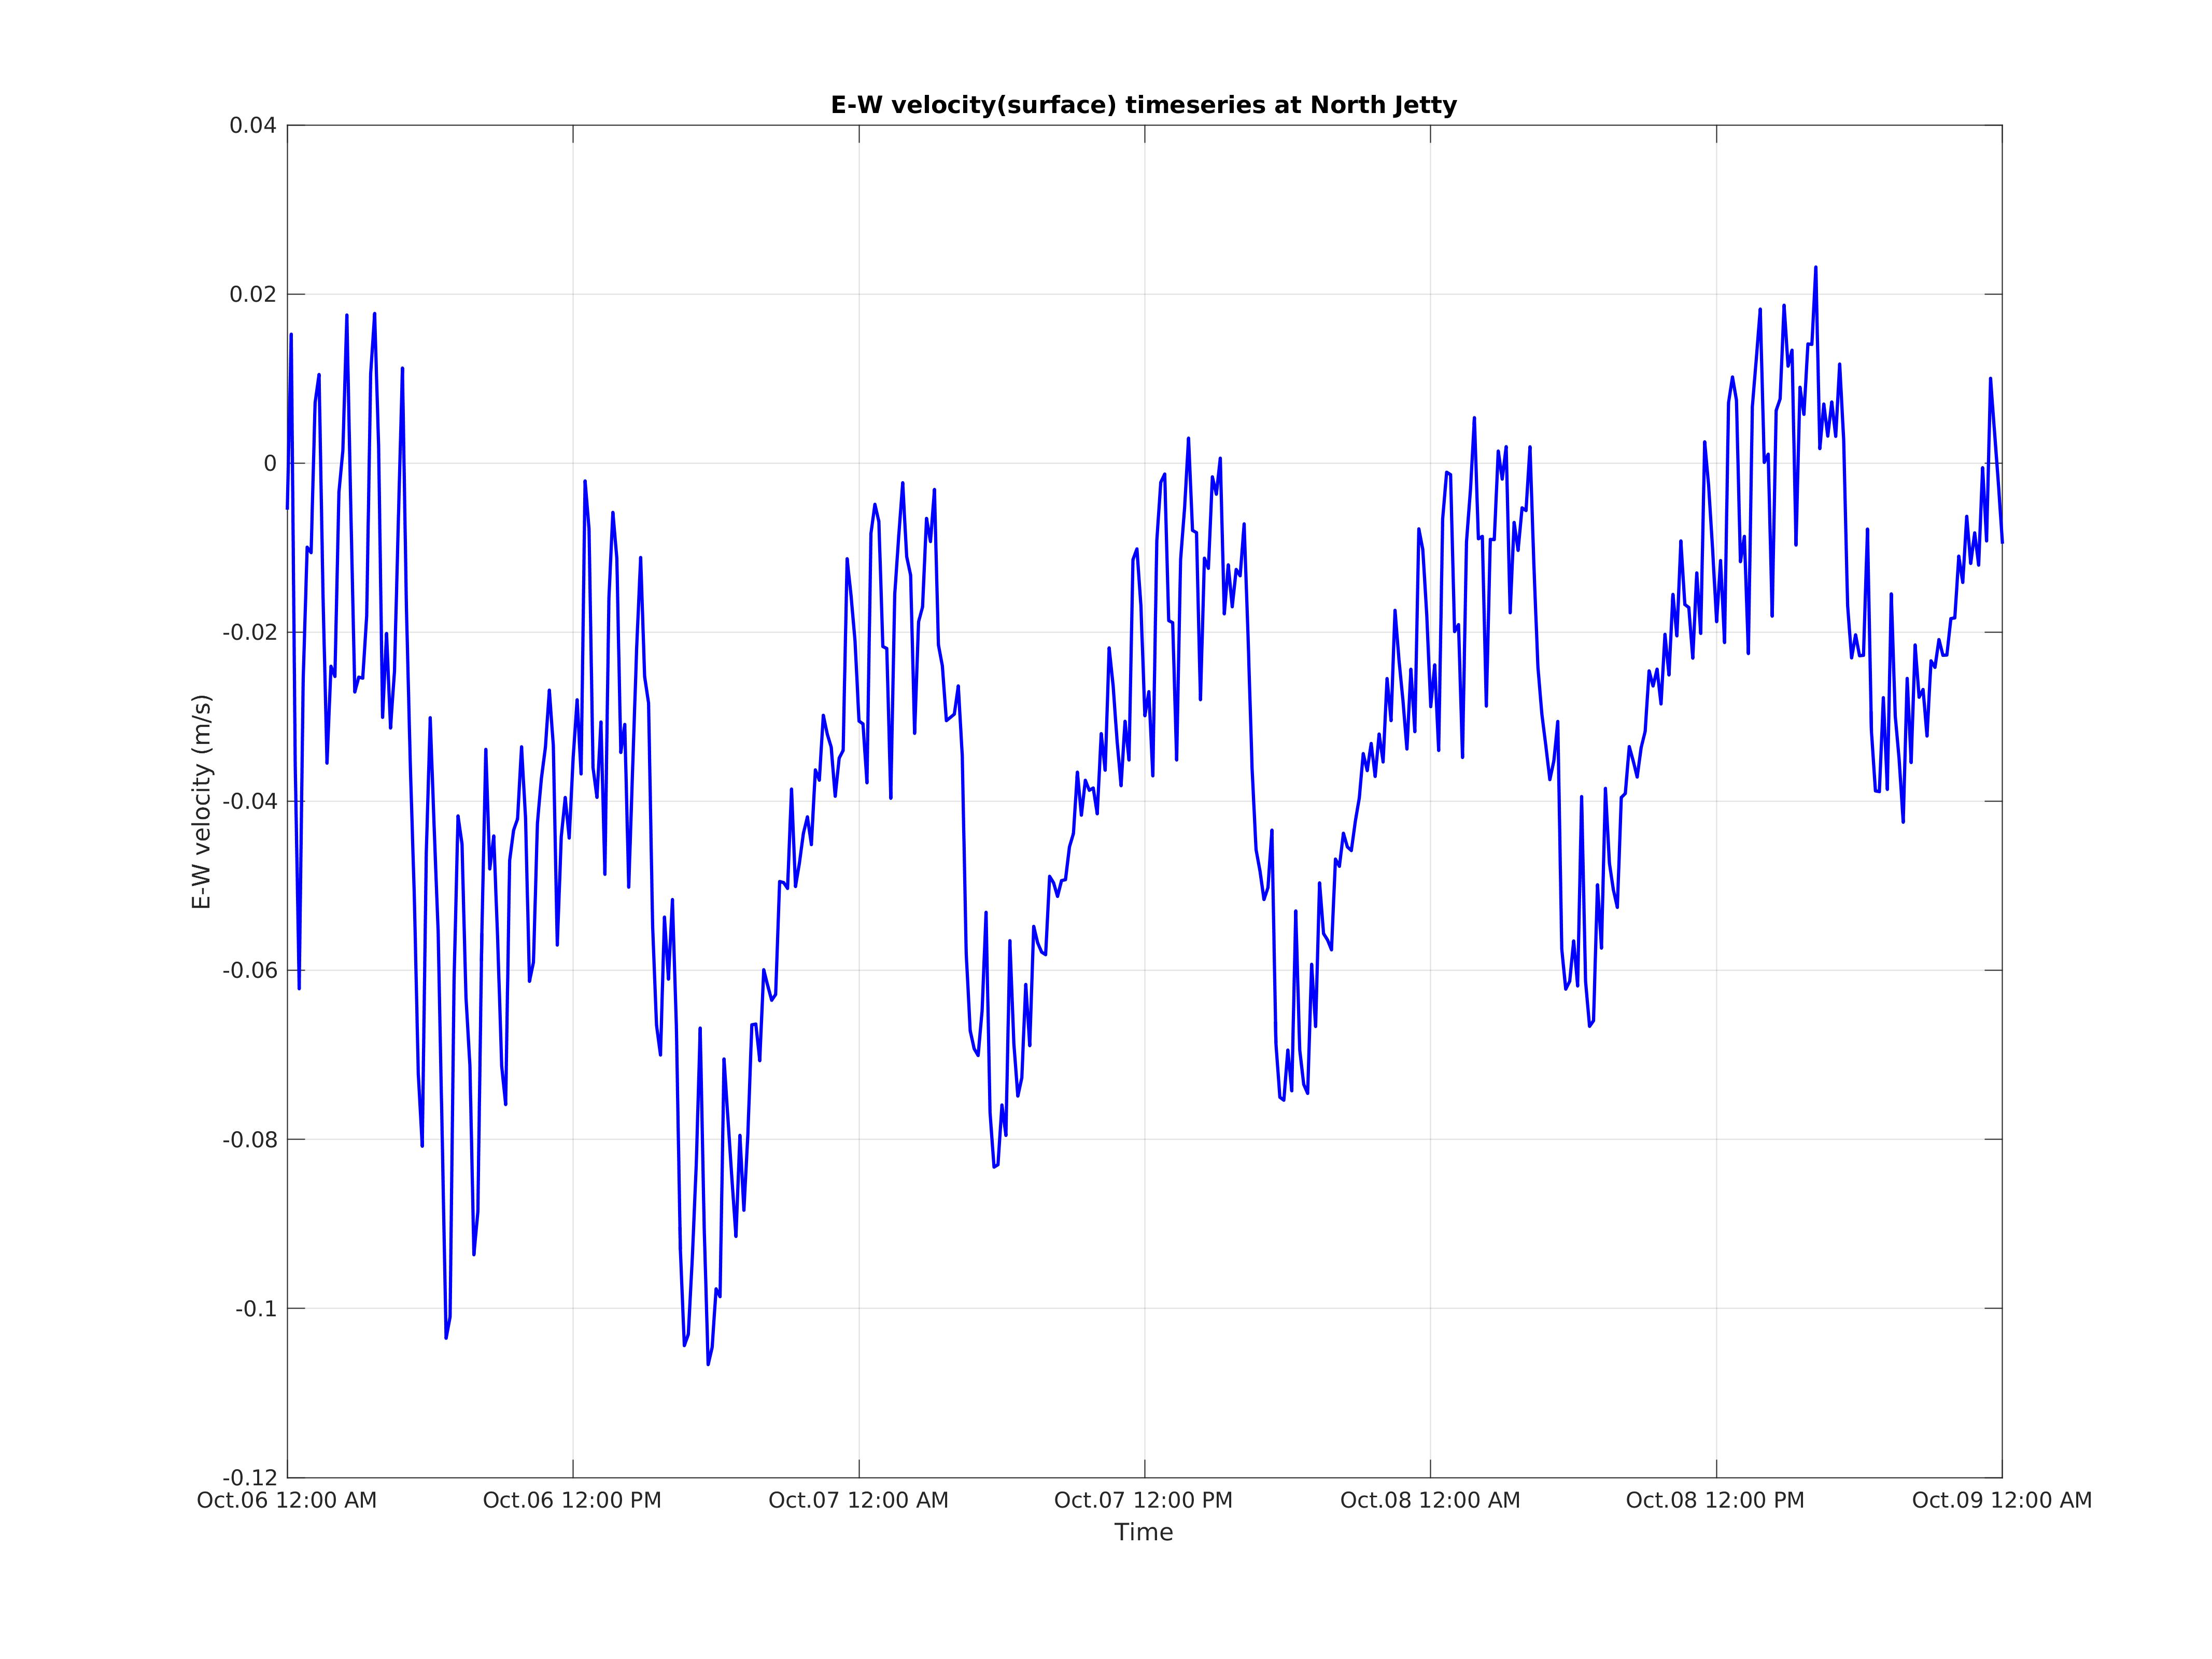 E-W velocity(surface) timeseries at North Jetty
0.04
0.02
0
-0.02
-0.04
-0.06
-0.08
-0.1
-0.12
E-W velocity (m/s)
Oct.06 12:00 AM Oct.06 12:00 PM Oct.07 12:00 AM Oct.07 12:00 PM Oct.08 12:00 AM Oct.08 12:00 PM Oct.09 12:00 AM
Time